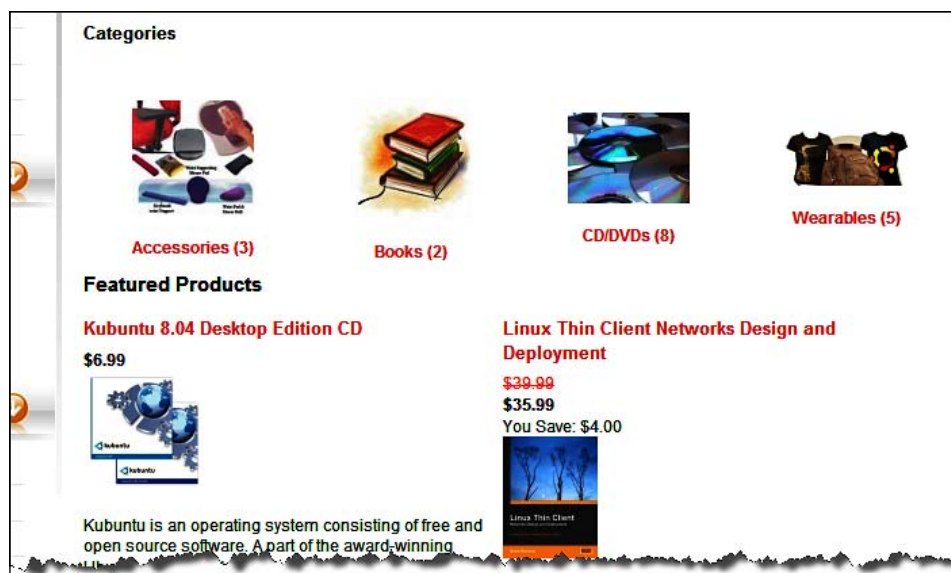 Categories
Accessories (3)
Books (2)
CD/DVDs (8)
Wearables (5)
Featured Products
Kubuntu 8.04 Desktop Edition CD
$6.99
kubuntu
kubuntu
Kubuntu is an operating system consisting of free and
open source software. A part of the award-winning
Linux Thin Client Networks Design and
Deployment
$39.99
$35.99
You Save: $4.00
Linux Thin Client